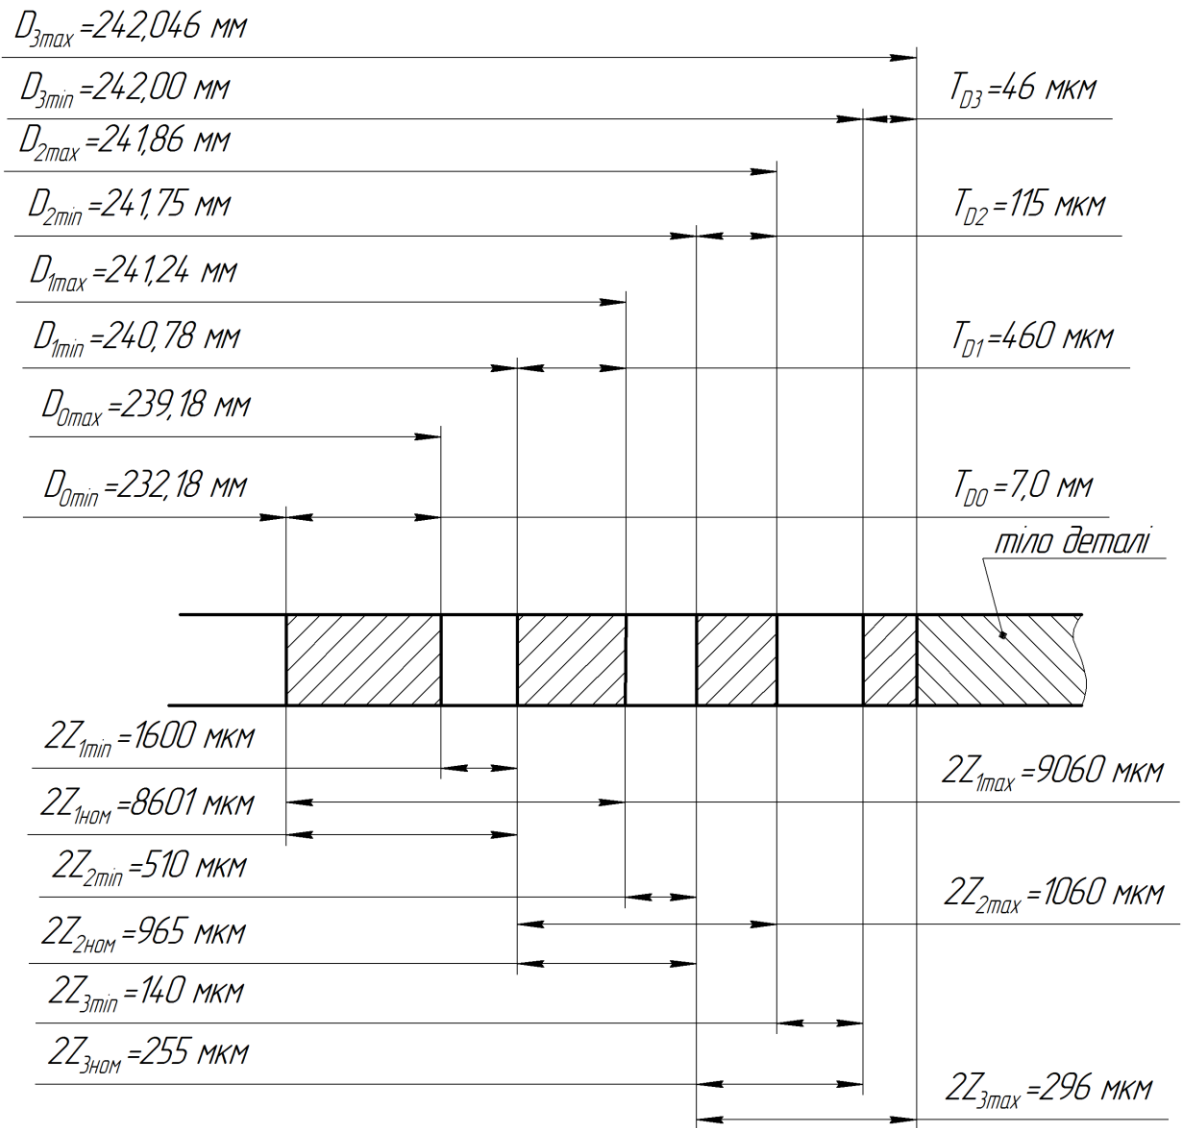 D3max=242,046 мм
D3min=242,00 мм
TD3=46 мкм
D2max=241,86 мм
D2min=241,75 мм
TD2=115 мкм
D1max=241,24 мм
D1min=240,78 мм
TD1=460 мкм
D0max=239,18 мм
D0min=232,18 мм
TD0=7,0 мм
тіло деталі
2Z1min=1600 мкм
2Z1max=9060 мкм
2Z1ном=8601 мкм
2Z2min=510 мкм
2Z2max=1060 мкм
2Z2ном=965 мкм
2Z3min=140 мкм
2Z3ном=255 мкм
2Z3max=296 мкм